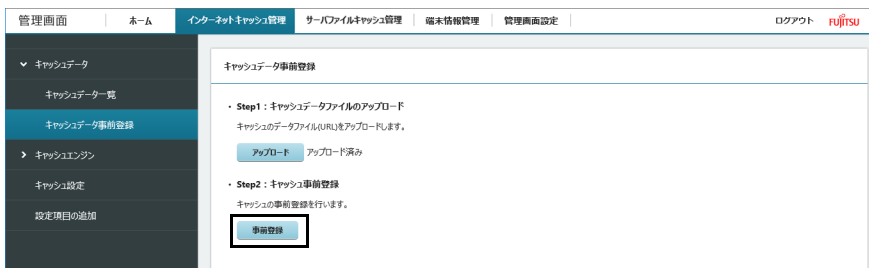 管理画面 ホーム インターネットキャッシュ管理 サーバファイルキャッシュ管理 端末情報管理 管理画面設定 ログアウト FUJITSU
キャッシュデータ
キャッシュデータ一覧
キャッシュデータ事前登録
キャッシュエンジン
キャッシュ設定
設定項目の追加
キャッシュデータ事前登録
・ Step1：キャッシュデータファイルのアップロード
キャッシュのデータファイル(URL)をアップロードします。
アップロード アップロード済み
・ Step2：キャッシュ事前登録
キャッシュの事前登録を行います。
事前登録